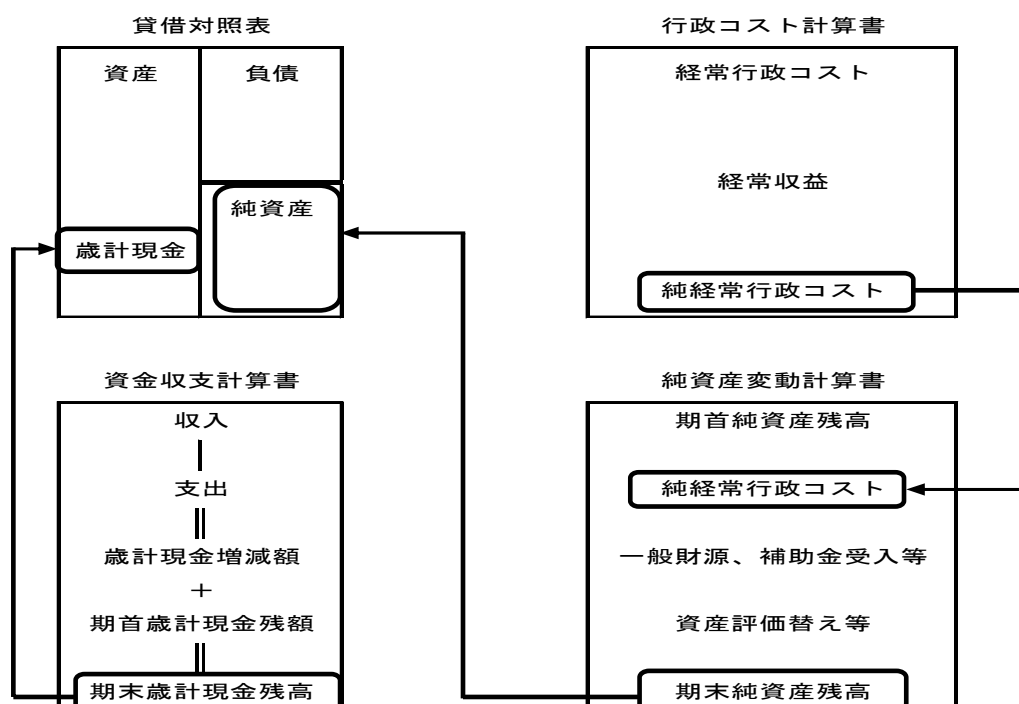 貸借対照表
資産
負債
純資産
歳計現金
行政コスト計算書
経常行政コスト
経常収益
純経常行政コスト
資金収支計算書
収入
支出
歳計現金増減額
+
期首歳計現金残額
期末歳計現金残高
純資産変動計算書
期首純資産残高
純経常行政コスト
一般財源、補助金受入等
資産評価替え等
期末純資産残高